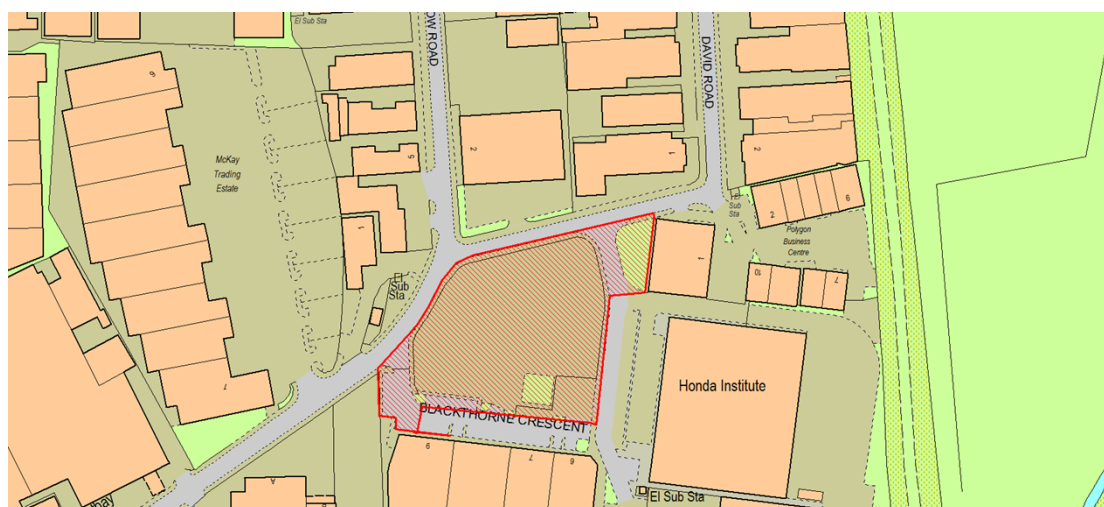 El Sub Sta
OW ROAD
DAVID ROAD
9
McKay
Trading
Estate
5
2
1
2
1
El
Sub
Sta
2
6
Polygon
Business
Centre
El
Sub
Sta
1
10
7
Honda Institute
1
BLACKTHORNE CRESCENT
9
7
6
A
El Sub Sta